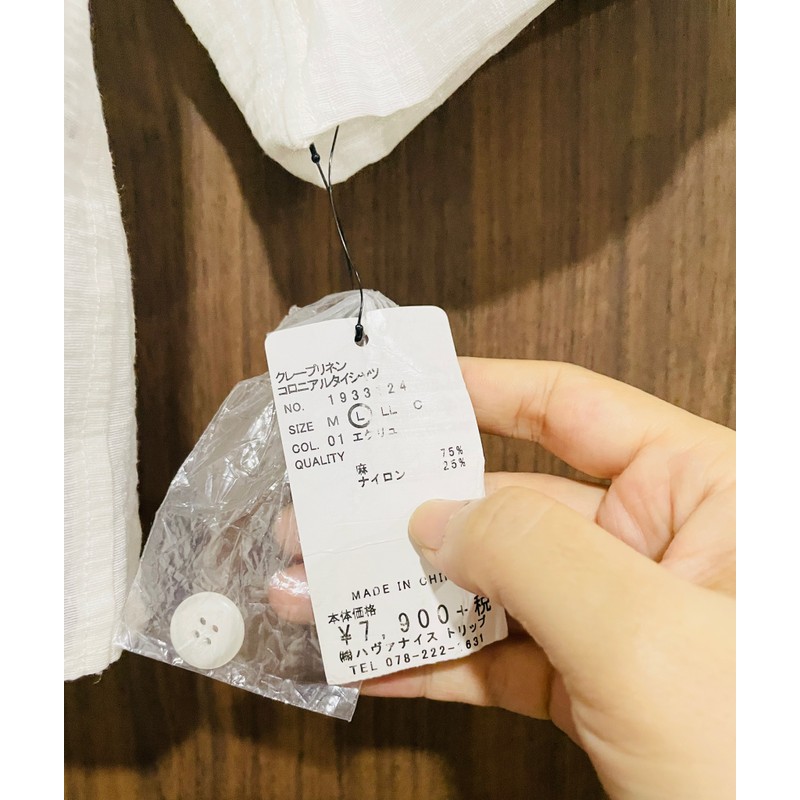 クレープリネン
コロニアルタイシャツ
NO. 1933 24
SIZE M L LL C
COL. 01 エクリュ
QUALITY
麻 75%
ナイロン 25%
MADE IN CHI
本体価格
¥7,900+税
㈱ハヴァナイストリップ
TEL 078-222- 631